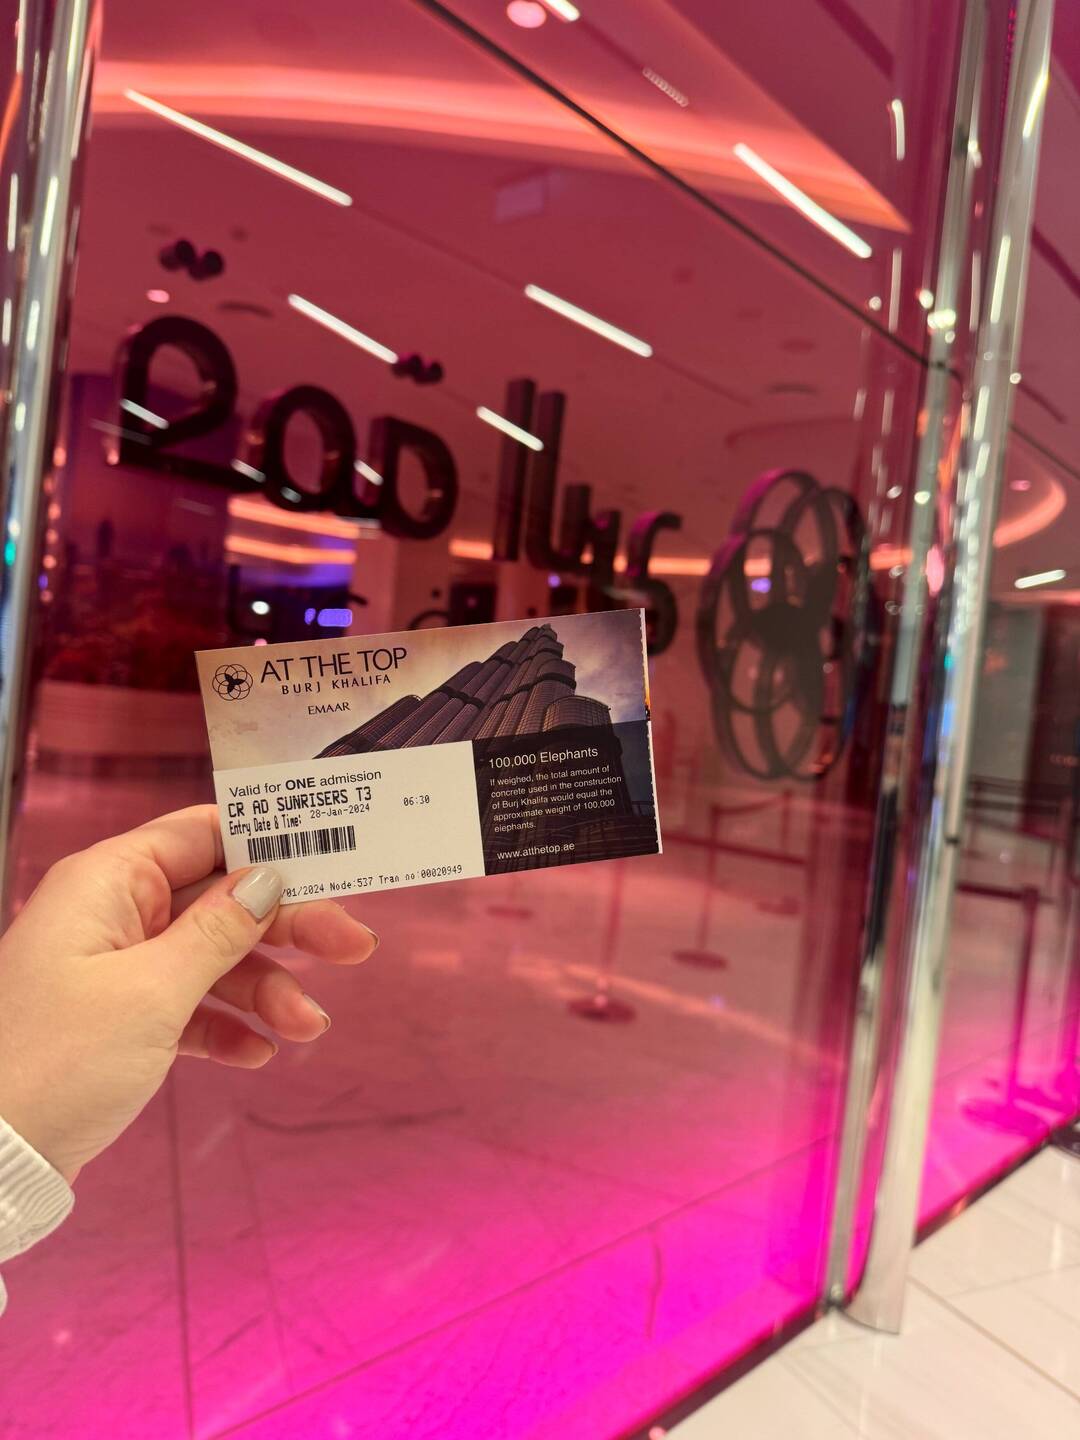 على القمة
AT THE TOP
BURJ KHALIFA
EMAAR
Valid for ONE admission
CR AD SUNRISERS T3
Entry Date & Time: 28-Jan-2024 06:30
/01/2024 Node:537 Tran no:00020949
100,000 Elephants
If weighed, the total amount of
concrete used in the construction
of Burj Khalifa would equal the
approximate weight of 100,000
elephants.
www.atthetop.ae